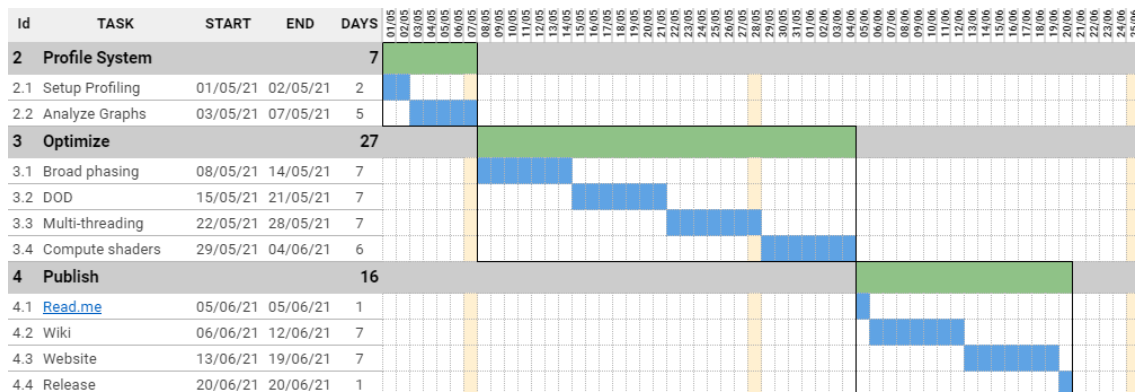 Id TASK START END DAYS 01/05 02/05 03/05 04/05 05/05 06/05 07/05 08/05 09/05 10/05 11/05 12/05 13/05 14/05 15/05 16/05 17/05 18/05 19/05 20/05 21/05 22/05 23/05 24/05 25/05 26/05 27/05 28/05 29/05 30/05 31/05 01/06 02/06 03/06 04/06 05/06 06/06 07/06 08/06 09/06 10/06 11/06 12/06 13/06 14/06 15/06 16/06 17/06 18/06 19/06 20/06 21/06 22/06 23/06 24/06
2 Profile System 7
2.1 Setup Profiling 01/05/21 02/05/21 2
2.2 Analyze Graphs 03/05/21 07/05/21 5
3 Optimize 27
3.1 Broad phasing 08/05/21 14/05/21 7
3.2 DOD 15/05/21 21/05/21 7
3.3 Multi-threading 22/05/21 28/05/21 7
3.4 Compute shaders 29/05/21 04/06/21 6
4 Publish 16
4.1 Read.me 05/06/21 05/06/21 1
4.2 Wiki 06/06/21 12/06/21 7
4.3 Website 13/06/21 19/06/21 7
4.4 Release 20/06/21 20/06/21 1